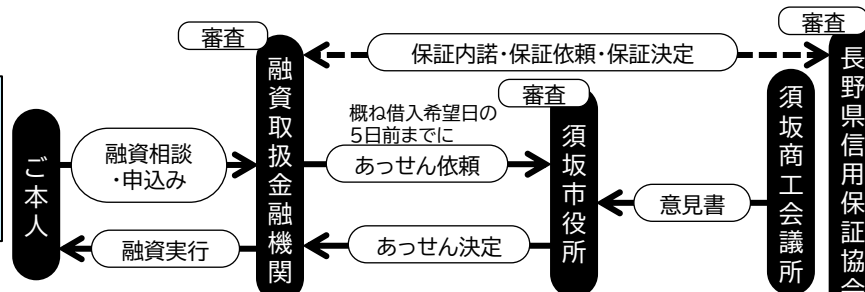 審査
審査
保証内諾・保証依頼・保証決定
審査
概ね借入希望日の
5日前までに
ご本人
融資相談
・申込み
融資取扱金融機関
あっせん依頼
須坂市役所
意見書
須坂商工会議所
長野県信用保証協会
融資実行
あっせん決定